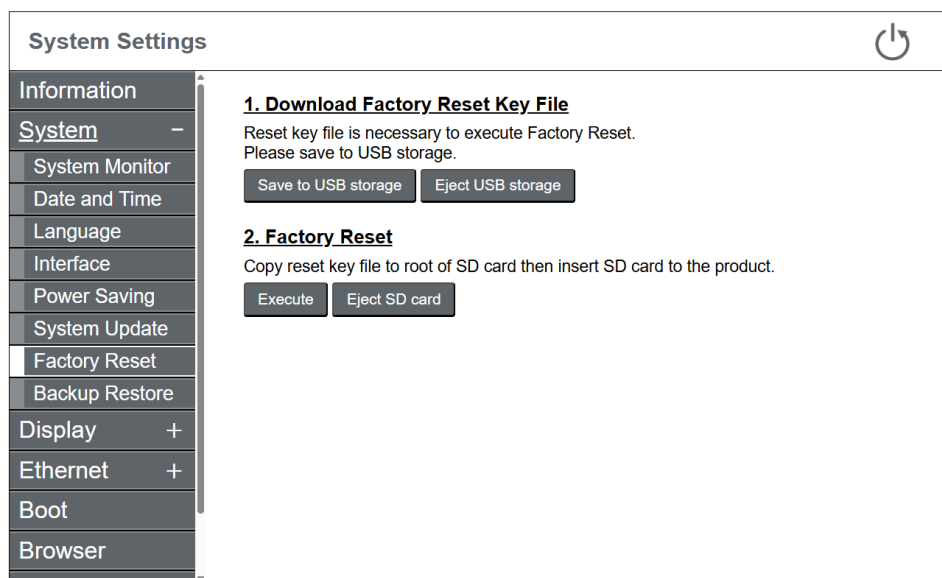 System Settings
Information
System −
System Monitor
Date and Time
Language
Interface
Power Saving
System Update
Factory Reset
Backup Restore
Display +
Ethernet +
Boot
Browser
1. Download Factory Reset Key File
Reset key file is necessary to execute Factory Reset.
Please save to USB storage.
Save to USB storage Eject USB storage
2. Factory Reset
Copy reset key file to root of SD card then insert SD card to the product.
Execute Eject SD card